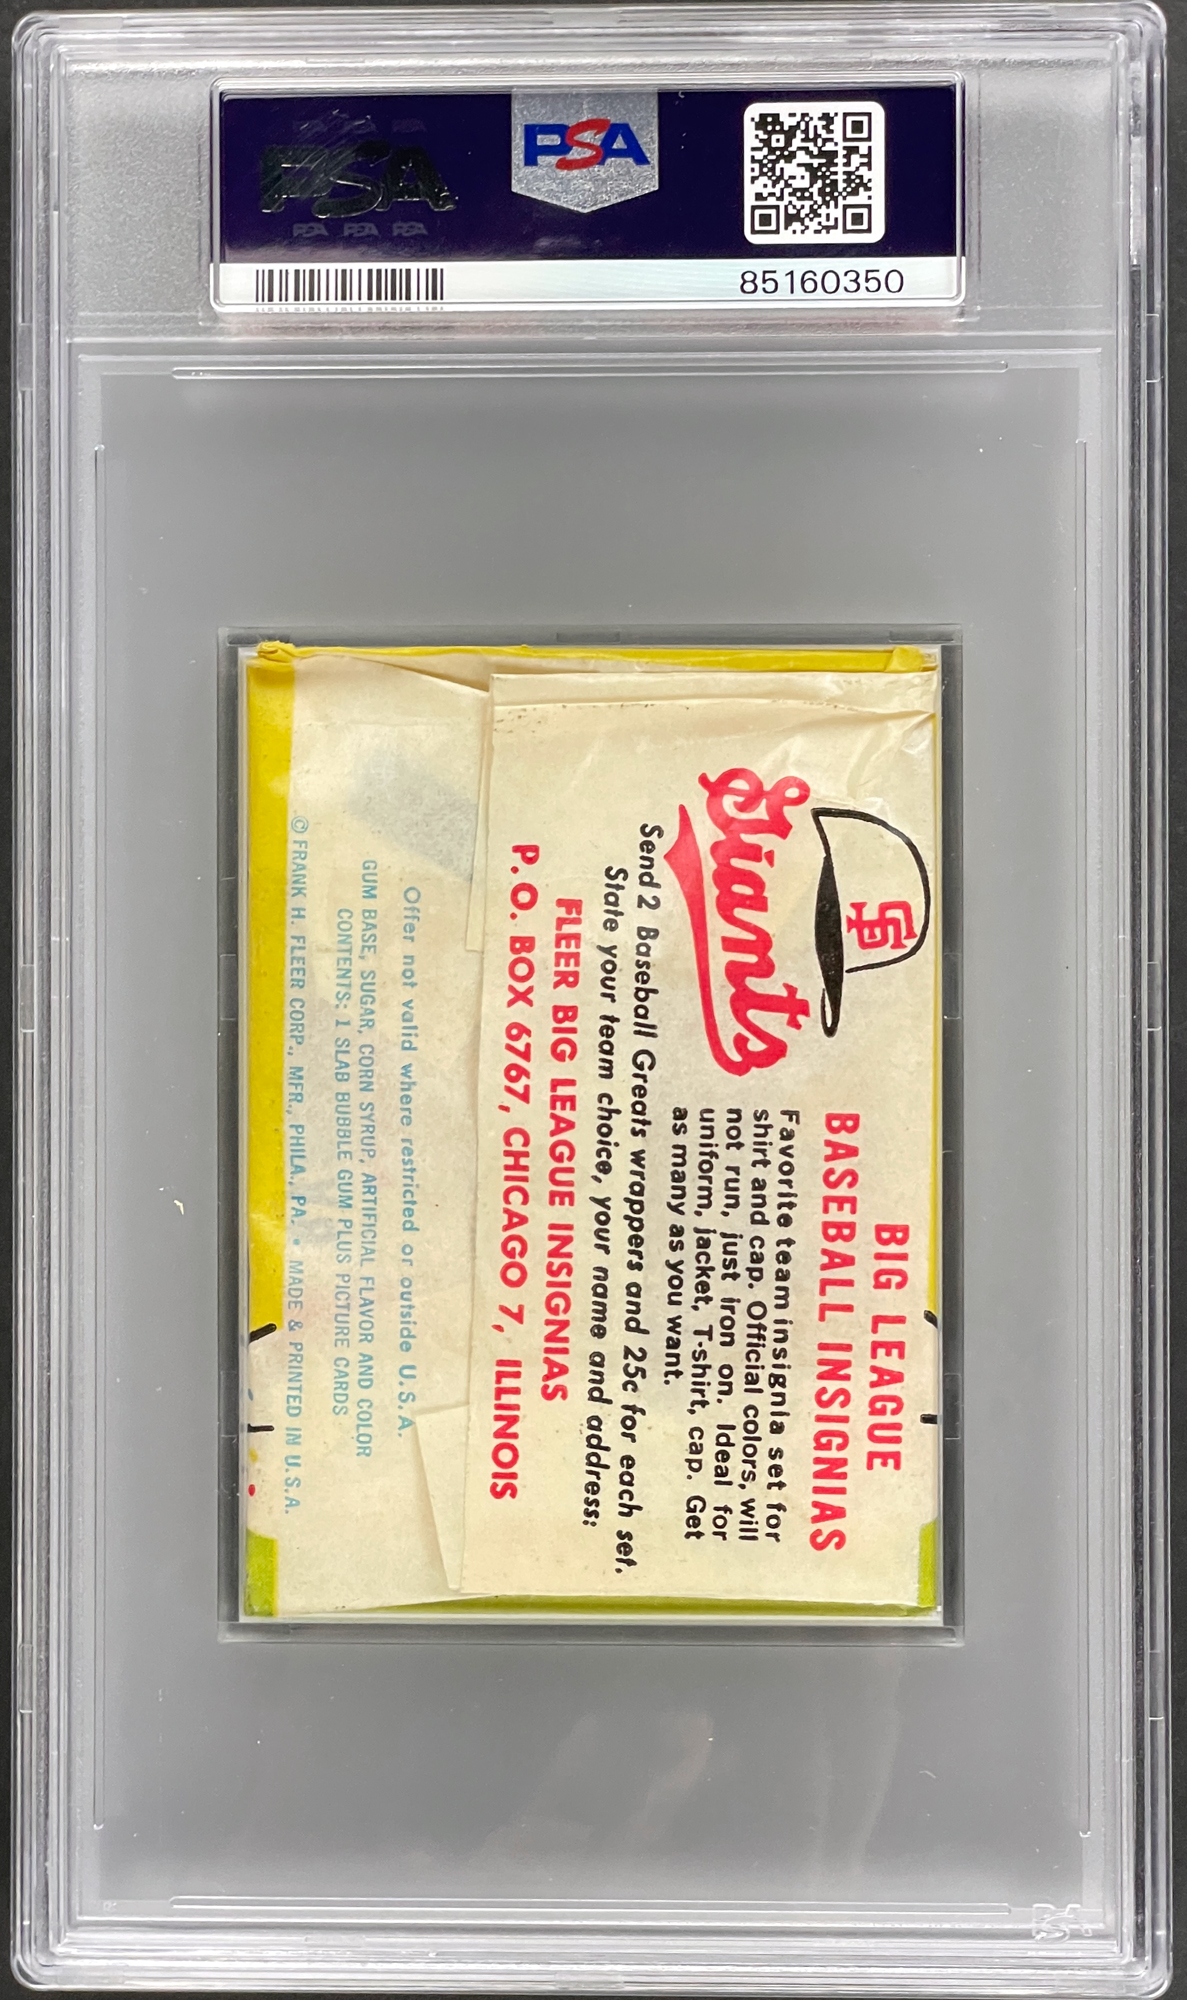 PSA
PSA
PSA PSA PSA
85160350
SF
Giants
BIG LEAGUE
BASEBALL INSIGNIAS
Favorite team insignia set for
shirt and cap. Official colors, will
not run, just iron on. Ideal for
uniform, jacket, T-shirt, cap. Get
as many as you want.
Send 2 Baseball Greats wrappers and 25c for each set.
State your team choice, your name and address:
FLEER BIG LEAGUE INSIGNIAS
P.O. BOX 6767, CHICAGO 7, ILLINOIS
Offer not valid where restricted or outside U.S.A.
GUM BASE, SUGAR, CORN SYRUP, ARTIFICIAL FLAVOR AND COLOR
CONTENTS: 1 SLAB BUBBLE GUM PLUS PICTURE CARDS
© FRANK H. FLEER CORP., MFR., PHILA., PA. • MADE & PRINTED IN U.S.A.